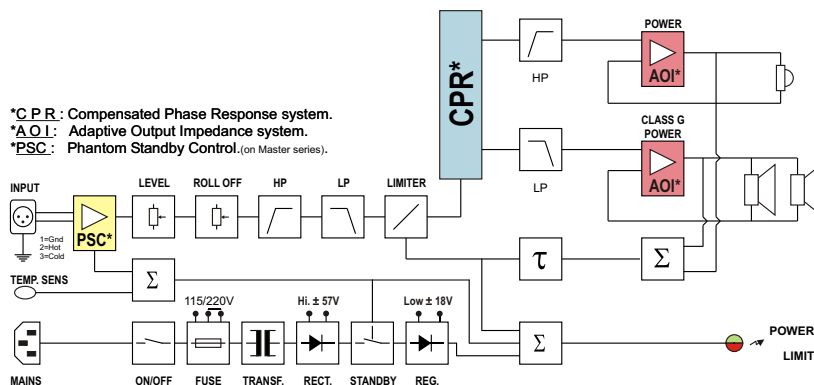 POWER
CPR*
HP
AOI*
*C P R : Compensated Phase Response system.
*A O I : Adaptive Output Impedance system.
*PSC : Phantom Standby Control.(on Master series).
CLASS G
POWER
LP
AOI*
INPUT
LEVEL
ROLL OFF
HP
LP
LIMITER
1=Gnd
2=Hot
3=Cold
PSC*
TEMP. SENS
Σ
τ
Σ
115/220V
Hi. ± 57V
Low ± 18V
Σ
POWER
LIMIT
MAINS
ON/OFF
FUSE
TRANSF.
RECT.
STANDBY
REG.